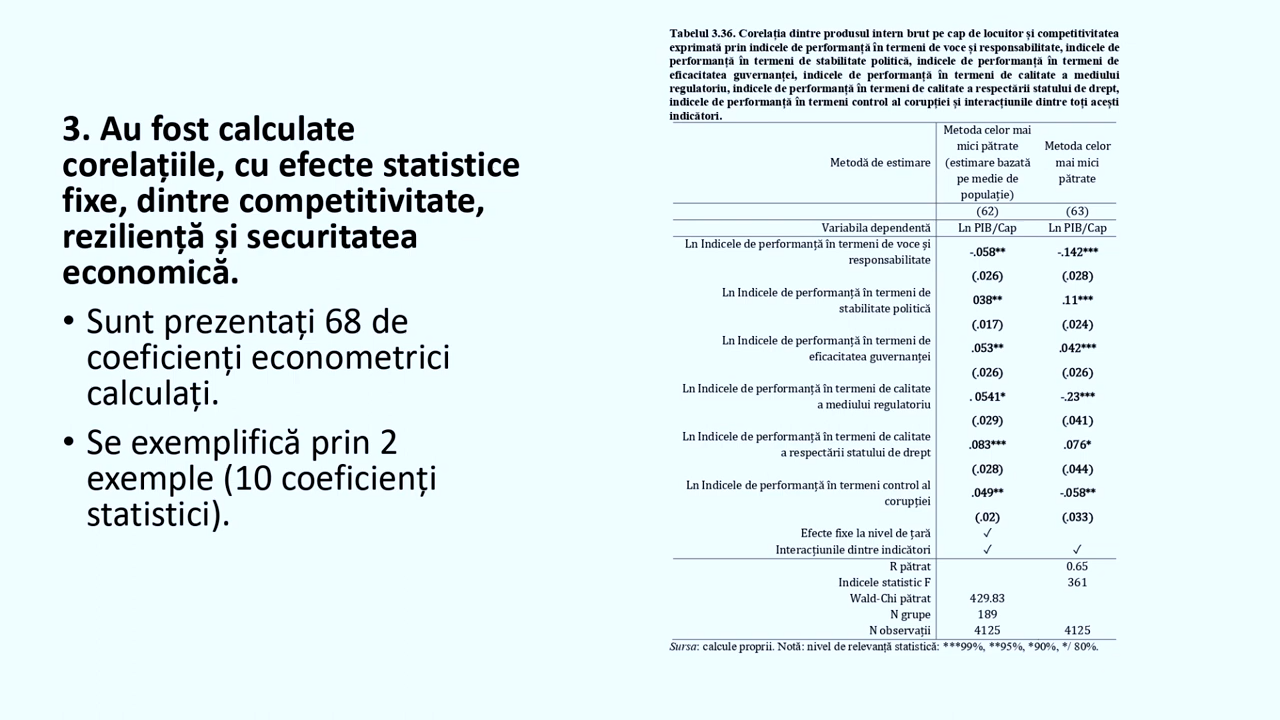 3. Au fost calculate
corelațiile, cu efecte statistice
fixe, dintre competitivitate,
reziliență și securitatea
economică.
• Sunt prezentați 68 de
coeficienți econometrici
calculați.
• Se exemplifică prin 2
exemple (10 coeficienți
statistici).
Tabelul 3.36. Corelația dintre produsul intern brut pe cap de locuitor și competitivitatea
exprimată prin indicele de performanță în termeni de voce și responsabilitate, indicele de
performanță în termeni de stabilitate politică, indicele de performanță în termeni de
eficacitatea guvernanței, indicele de performanță în termeni de calitate a mediului
regulatoriu, indicele de performanță în termeni de calitate a respectării statului de drept,
indicele de performanță în termeni control al corupției și interacțiunile dintre toți acești
indicători.
Metodă de estimare
Metoda celor mai
mici pătrate
(estimare bazată
pe medie de
populație)
Metoda celor
mai mici
pătrate
(62) (63)
Variabila dependentă Ln PIB/Cap Ln PIB/Cap
Ln Indicele de performanță în termeni de voce și
responsabilitate
-.058** -.142***
(.026) (.028)
Ln Indicele de performanță în termeni de
stabilitate politică
038** .11***
(.017) (.024)
Ln Indicele de performanță în termeni de
eficacitatea guvernanței
.053** .042***
(.026) (.026)
Ln Indicele de performanță în termeni de calitate
a mediului regulatoriu
. 0541* -.23***
(.029) (.041)
Ln Indicele de performanță în termeni de calitate
a respectării statului de drept
.083*** .076*
(.028) (.044)
Ln Indicele de performanță în termeni control al
corupției
.049** -.058**
(.02) (.033)
Efecte fixe la nivel de țară ✓
Interacțiunile dintre indicători ✓ ✓
R pătrat 0.65
Indicele statistic F 361
Wald-Chi pătrat 429.83
N grupe 189
N observații 4125 4125
Sursa: calcule proprii. Notă: nivel de relevanță statistică: ***99%, **95%, *90%, */ 80%.